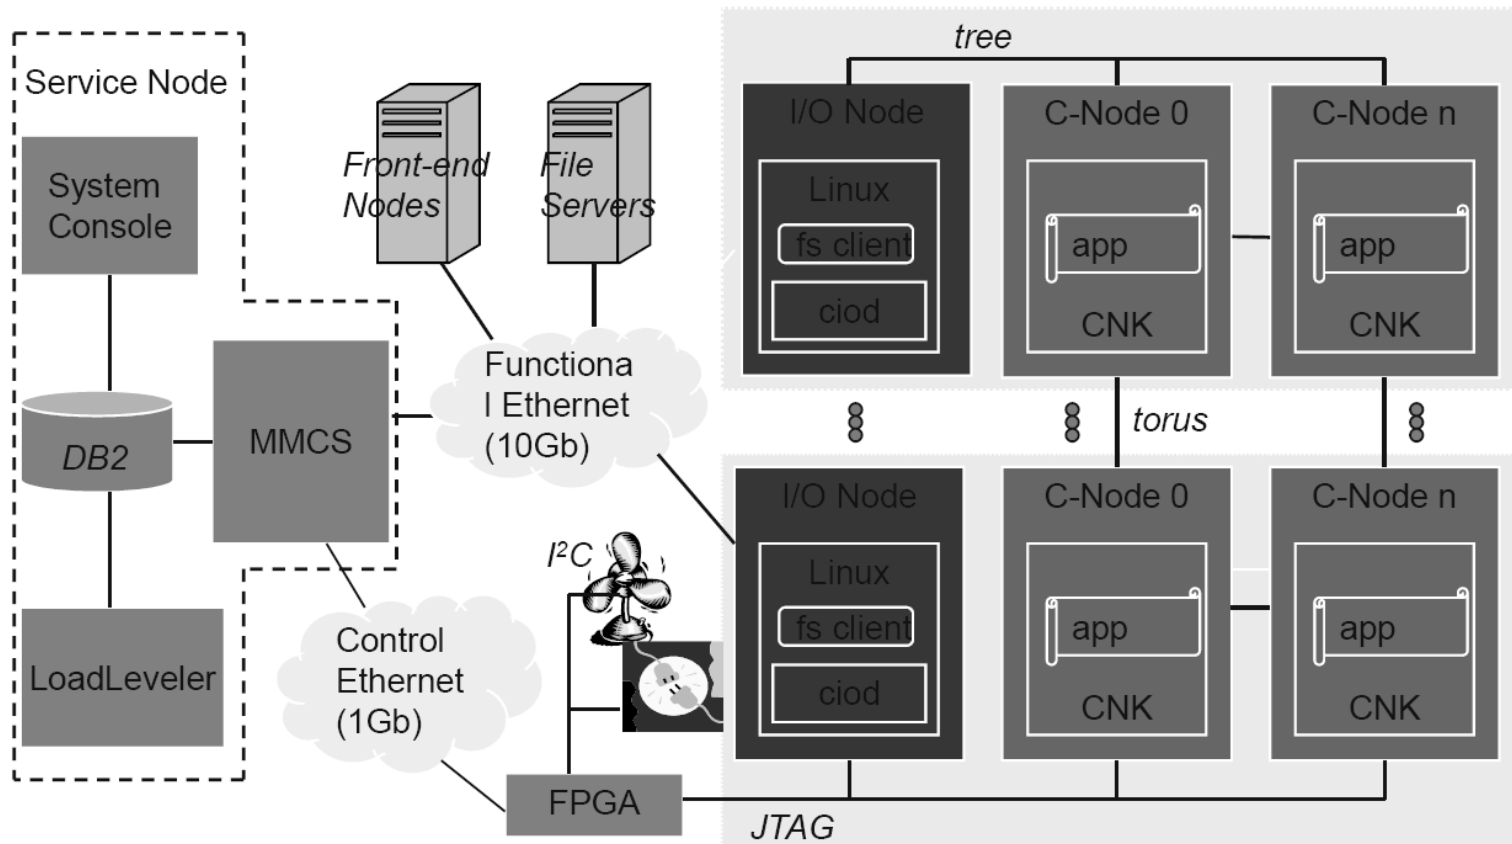 Service Node
System
Console
DB2
LoadLeveler
MMCS
Front-end
Nodes
File
Servers
Functiona
l Ethernet
(10Gb)
Control
Ethernet
(1Gb)
I²C
FPGA
JTAG
tree
I/O Node
Linux
fs client
ciod
C-Node 0
app
CNK
C-Node n
app
CNK
torus
I/O Node
Linux
fs client
ciod
C-Node 0
app
CNK
C-Node n
app
CNK